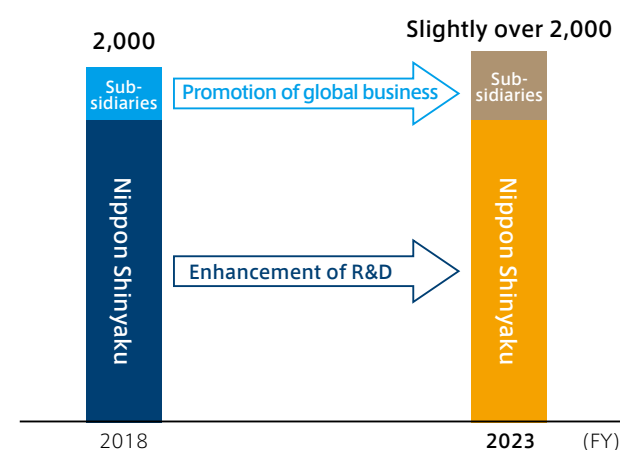 2,000
Slightly over 2,000
Sub-
sidiaries
Promotion of global business
Sub-
sidiaries
Nippon Shinyaku
Enhancement of R&D
Nippon Shinyaku
2018
2023
(FY)